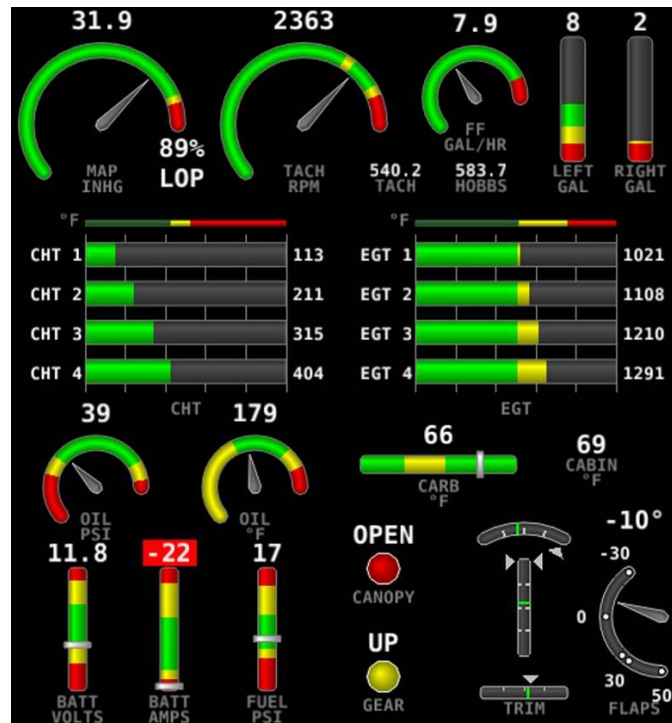 31.9
2363
7.9
8
2
MAP
INHG
89%
LOP
TACH
RPM
540.2
TACH
FF
GAL/HR
583.7
HOBBS
LEFT
GAL
RIGHT
GAL
°F
CHT 1
113
CHT 2
211
CHT 3
315
CHT 4
404
CHT
°F
EGT 1
1021
EGT 2
1108
EGT 3
1210
EGT 4
1291
EGT
39
OIL
PSI
179
OIL
°F
66
CARB
°F
69
CABIN
°F
11.8
BATT
VOLTS
-22
BATT
AMPS
17
FUEL
PSI
OPEN
CANOPY
UP
GEAR
TRIM
-10°
-30
0
30
50
FLAPS